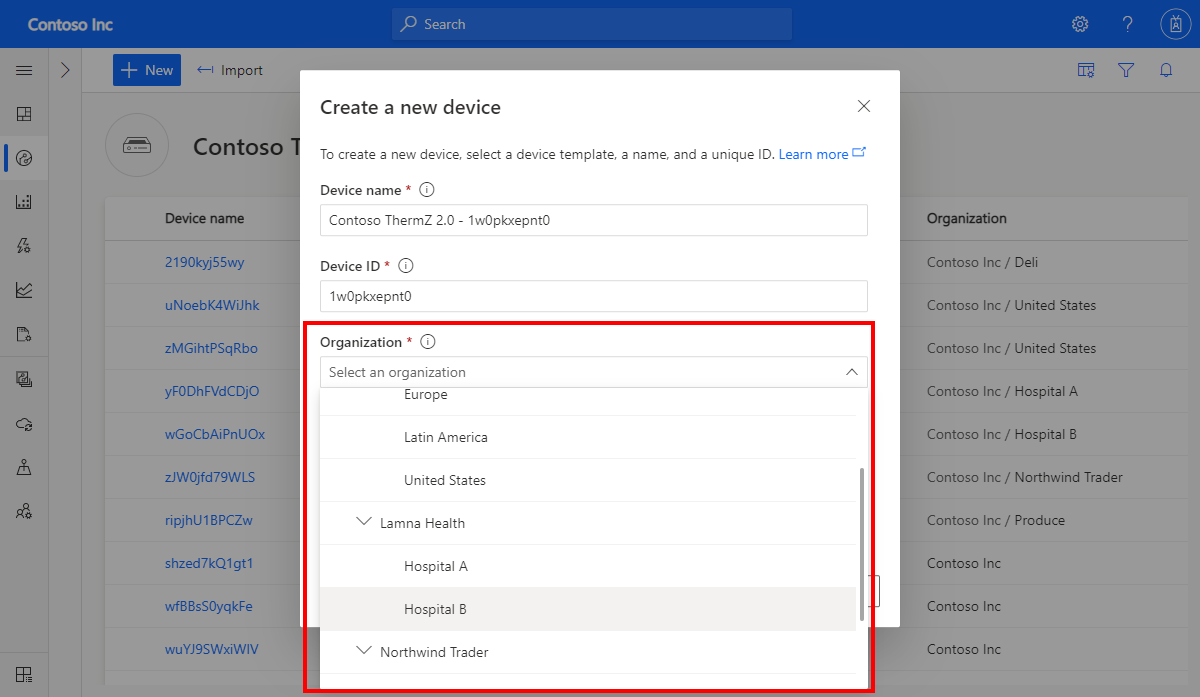 Contoso Inc
Search
New
Import
Create a new device
Contoso T
To create a new device, select a device template, a name, and a unique ID. Learn more
Device name *
Contoso ThermZ 2.0 - 1w0pkxepnt0
Device ID *
1w0pkxepnt0
Organization *
Select an organization
Europe
Latin America
United States
Lamna Health
Hospital A
Hospital B
Northwind Trader
Device name Organization
2190kyj55wy Contoso Inc / Deli
uNoebK4WiJhk Contoso Inc / United States
zMGihtPSqRbo Contoso Inc / United States
yF0DhFVdCDjO Contoso Inc / Hospital A
wGoCbAiPnUOx Contoso Inc / Hospital B
zJW0jfd79WLS Contoso Inc / Northwind Trader
ripjhU1BPCZw Contoso Inc / Produce
shzed7kQ1gt1 Contoso Inc
wfBBsS0yqkFe Contoso Inc
wuYJ9SWxiWIV Contoso Inc